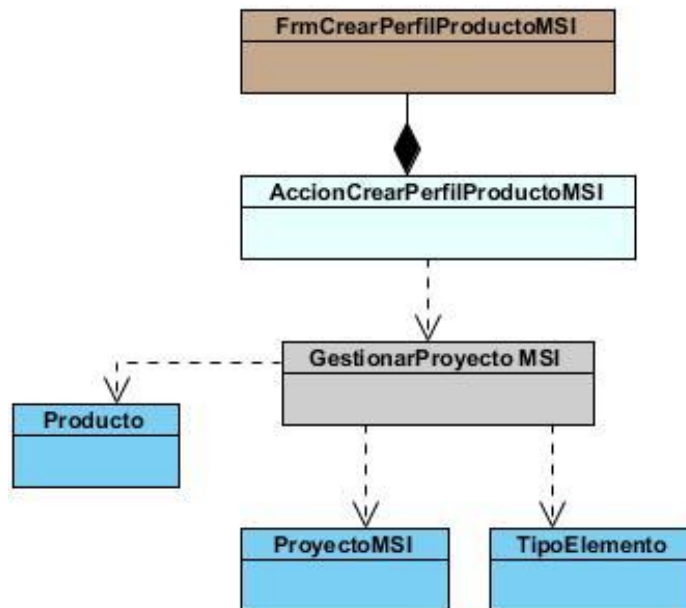 FrmCrearPerfilProductoMSI
AccionCrearPerfilProductoMSI
GestionarProyecto MSI
Producto
ProyectoMSI
TipoElemento